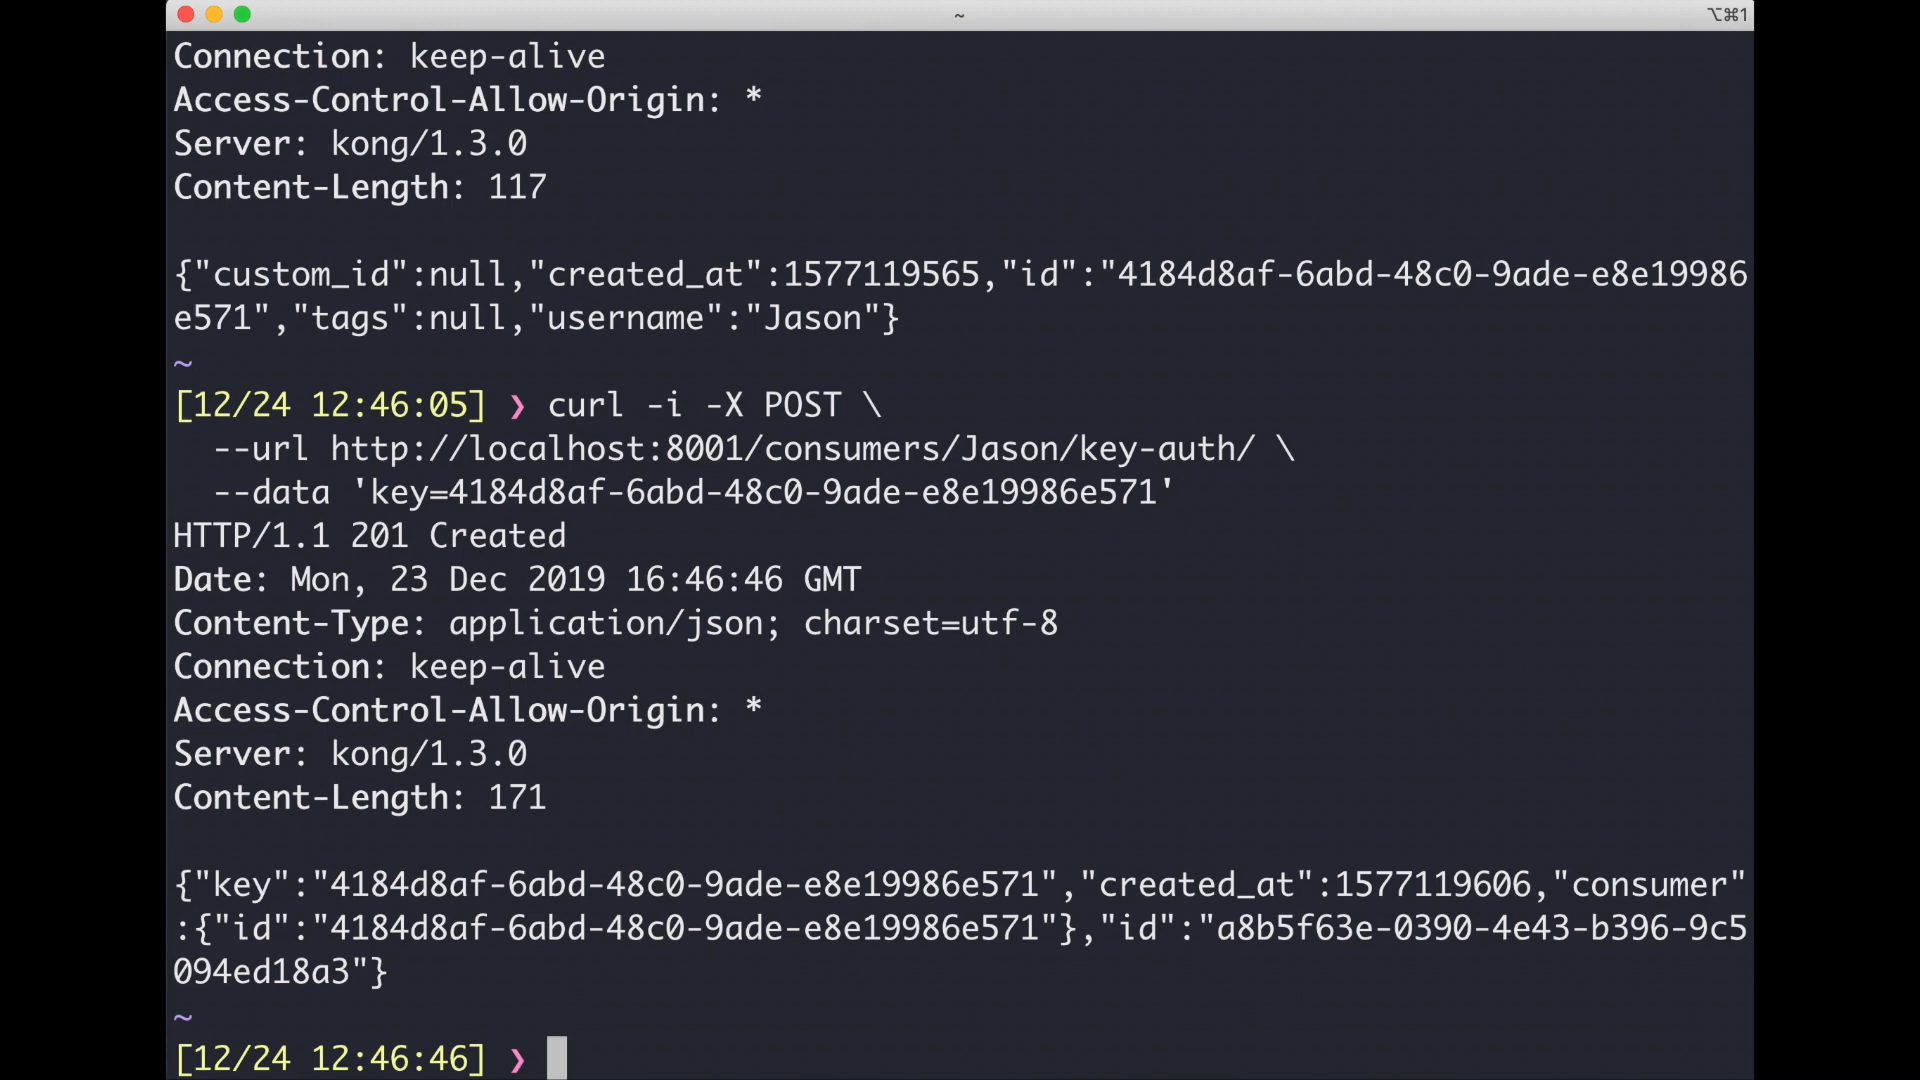 ~
⌥⌘1
Connection: keep-alive
Access-Control-Allow-Origin: *
Server: kong/1.3.0
Content-Length: 117
{"custom_id":null,"created_at":1577119565,"id":"4184d8af-6abd-48c0-9ade-e8e19986
e571","tags":null,"username":"Jason"}
~
[12/24 12:46:05] ❯ curl -i -X POST \
--url http://localhost:8001/consumers/Jason/key-auth/ \
--data 'key=4184d8af-6abd-48c0-9ade-e8e19986e571'
HTTP/1.1 201 Created
Date: Mon, 23 Dec 2019 16:46:46 GMT
Content-Type: application/json; charset=utf-8
Connection: keep-alive
Access-Control-Allow-Origin: *
Server: kong/1.3.0
Content-Length: 171
{"key":"4184d8af-6abd-48c0-9ade-e8e19986e571","created_at":1577119606,"consumer"
:{"id":"4184d8af-6abd-48c0-9ade-e8e19986e571"},"id":"a8b5f63e-0390-4e43-b396-9c5
094ed18a3"}
~
[12/24 12:46:46] ❯